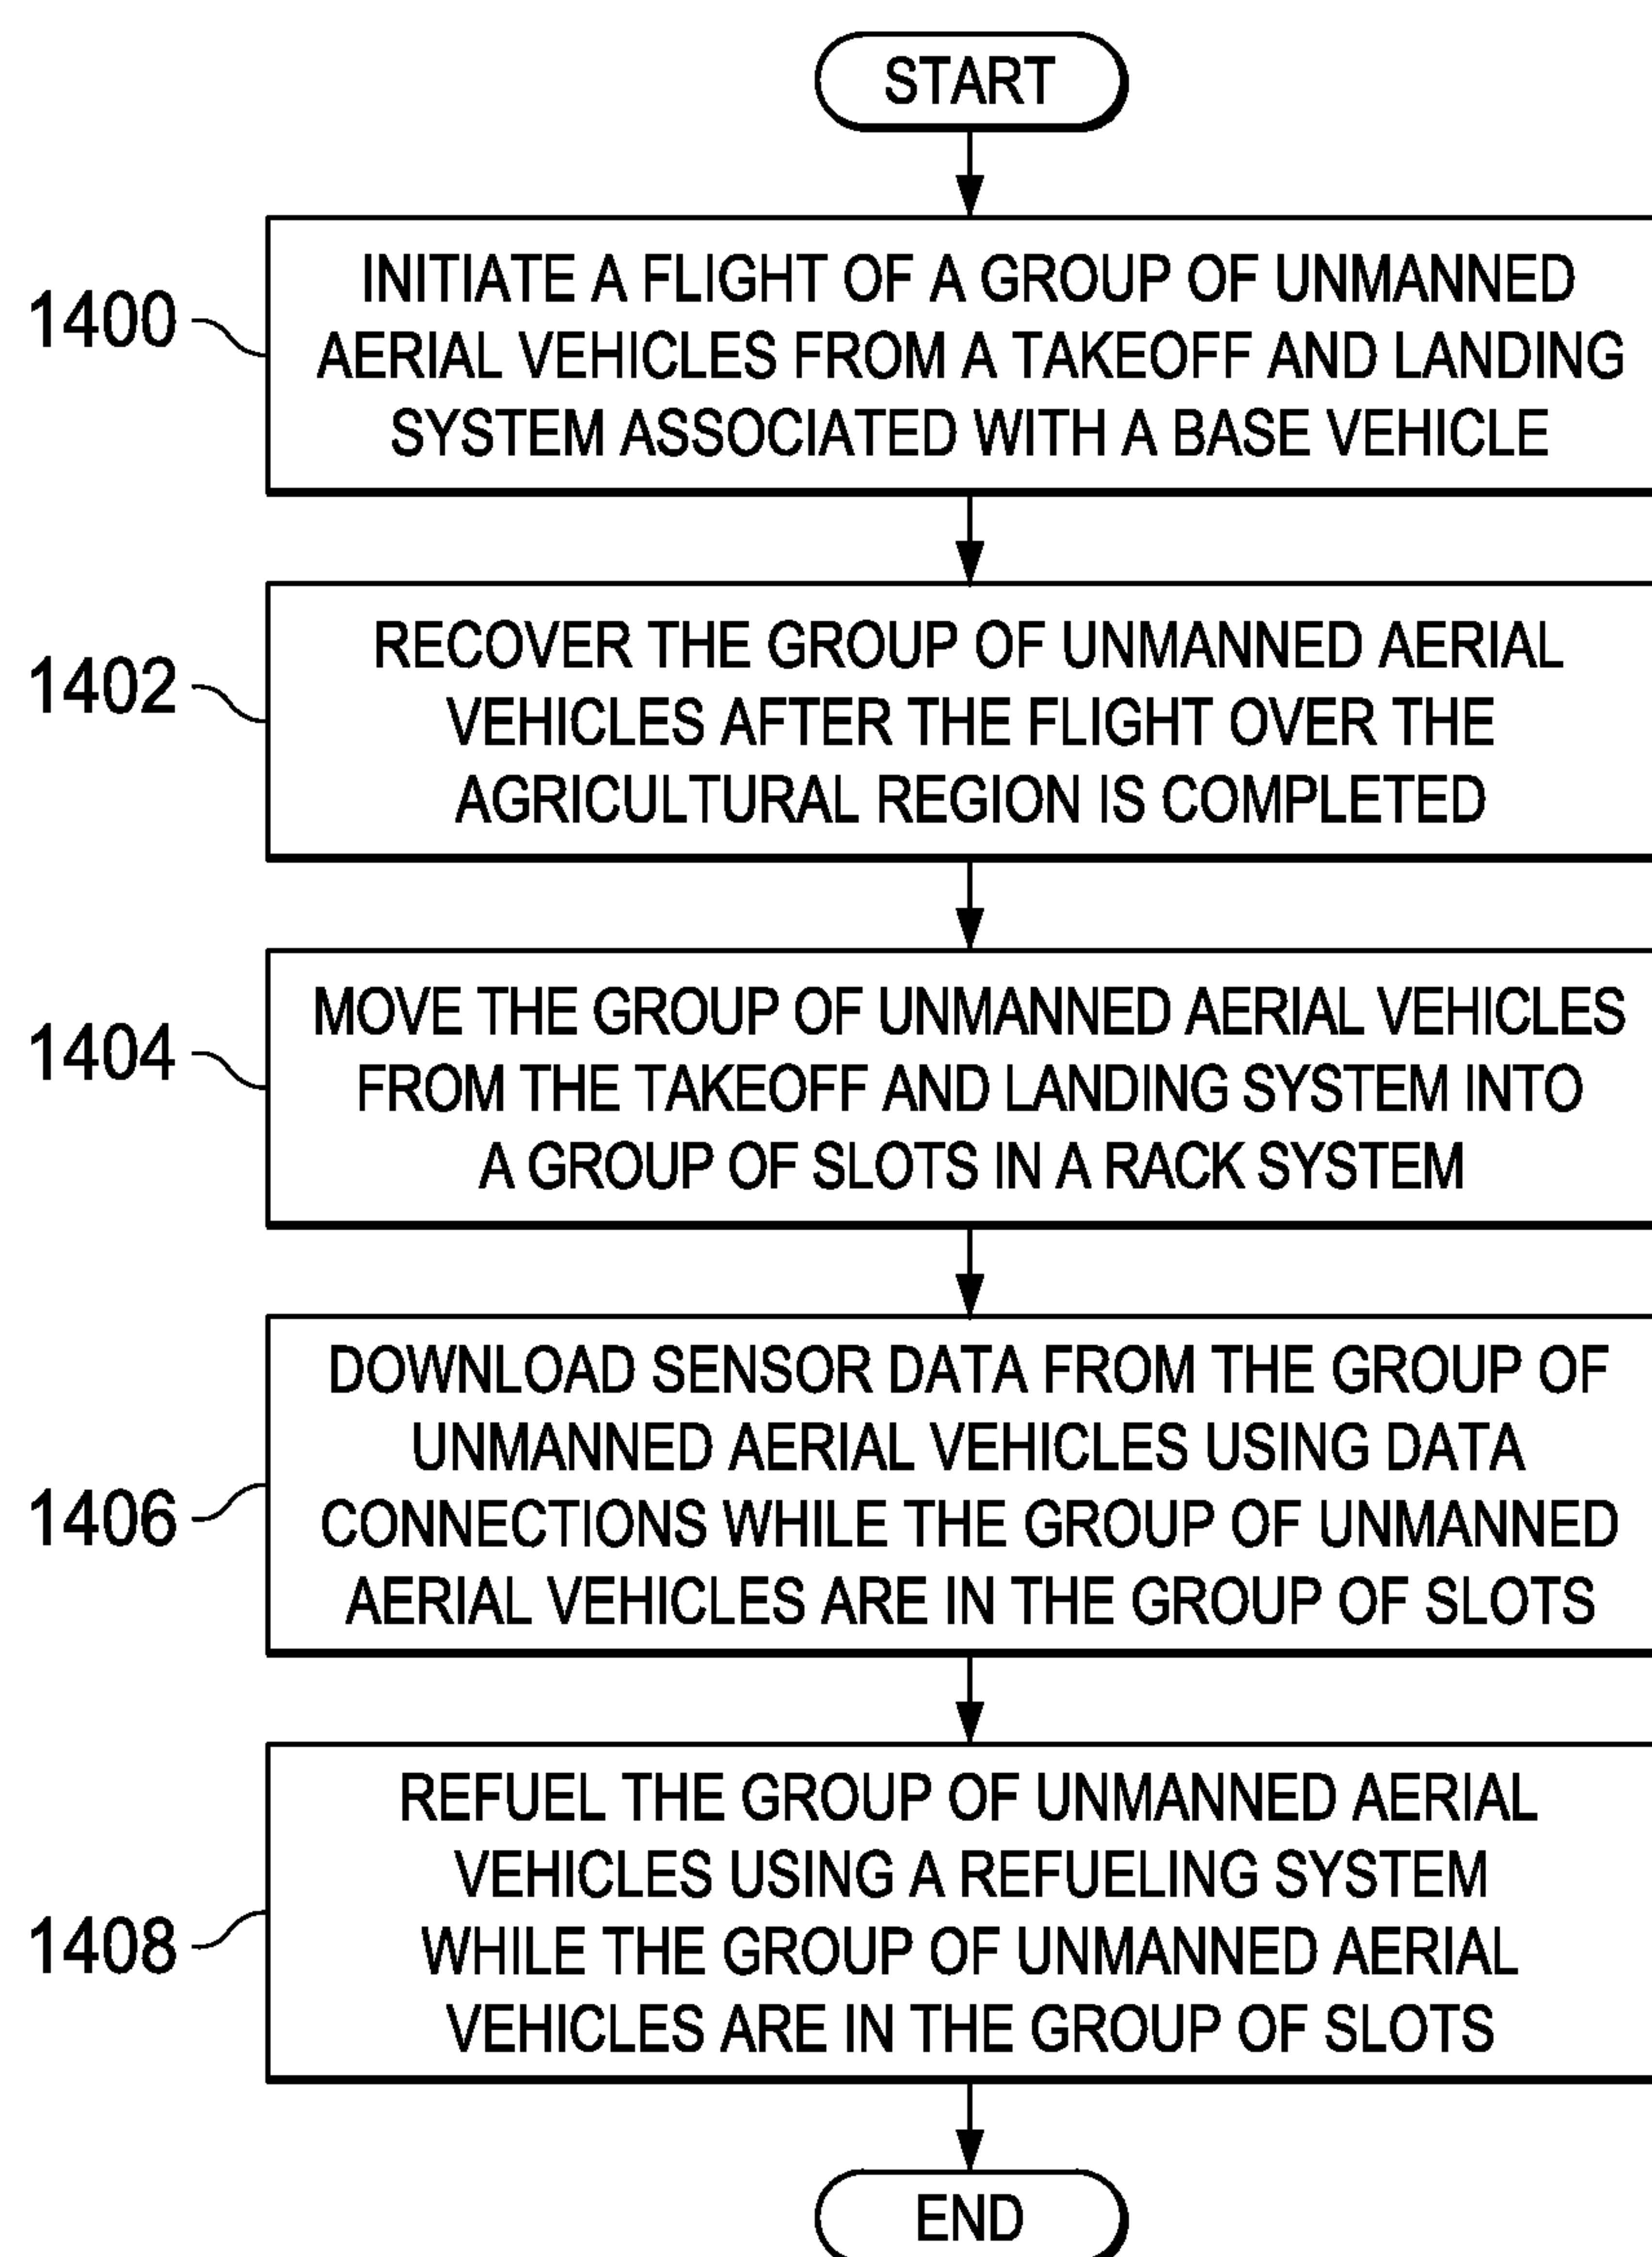 START
1400
INITIATE A FLIGHT OF A GROUP OF UNMANNED
AERIAL VEHICLES FROM A TAKEOFF AND LANDING
SYSTEM ASSOCIATED WITH A BASE VEHICLE
1402
RECOVER THE GROUP OF UNMANNED AERIAL
VEHICLES AFTER THE FLIGHT OVER THE
AGRICULTURAL REGION IS COMPLETED
1404
MOVE THE GROUP OF UNMANNED AERIAL VEHICLES
FROM THE TAKEOFF AND LANDING SYSTEM INTO
A GROUP OF SLOTS IN A RACK SYSTEM
1406
DOWNLOAD SENSOR DATA FROM THE GROUP OF
UNMANNED AERIAL VEHICLES USING DATA
CONNECTIONS WHILE THE GROUP OF UNMANNED
AERIAL VEHICLES ARE IN THE GROUP OF SLOTS
1408
REFUEL THE GROUP OF UNMANNED AERIAL
VEHICLES USING A REFUELING SYSTEM
WHILE THE GROUP OF UNMANNED AERIAL
VEHICLES ARE IN THE GROUP OF SLOTS
END